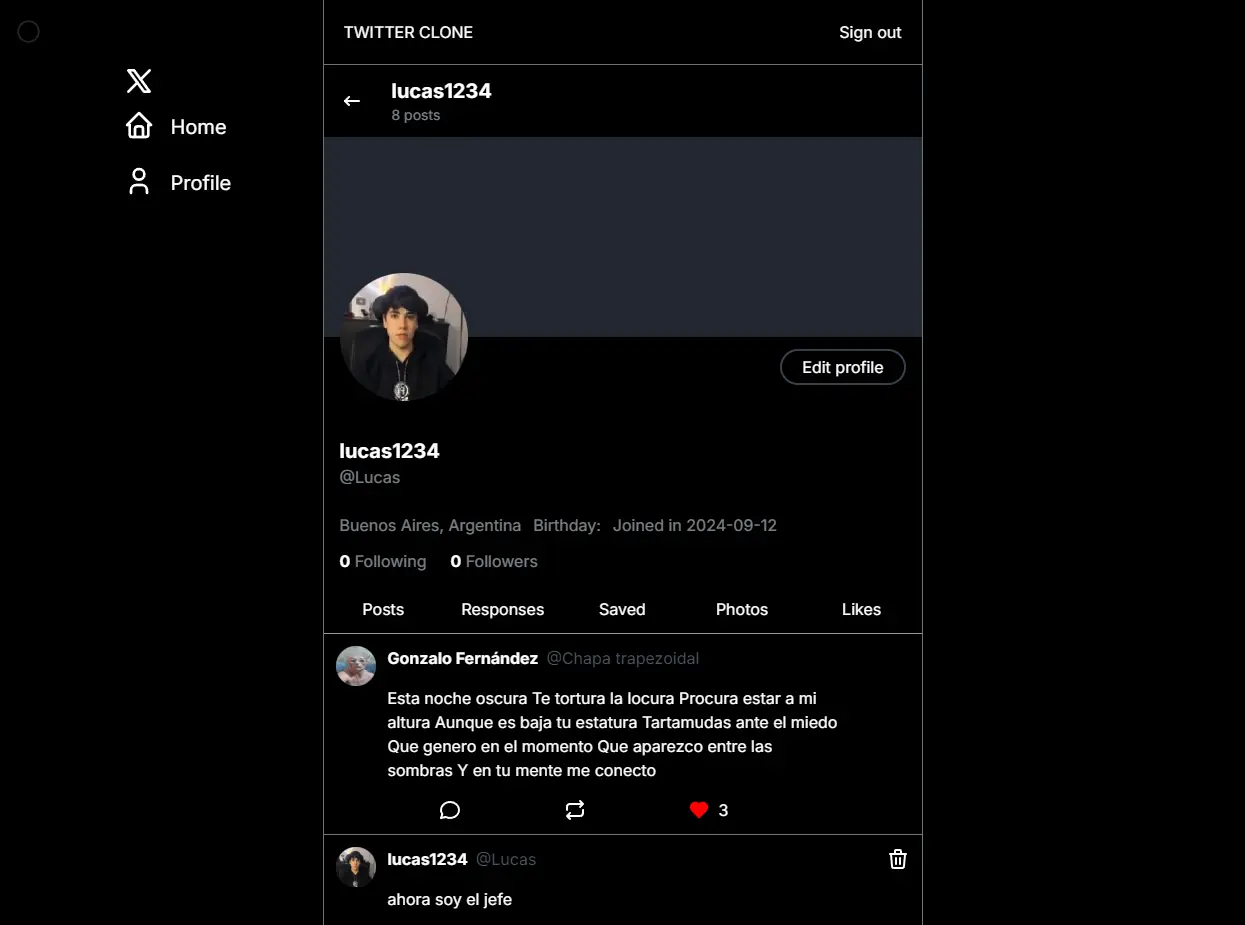 TWITTER CLONE
Sign out
lucas1234
8 posts
Home
Profile
Edit profile
lucas1234
@Lucas
Buenos Aires, Argentina Birthday: Joined in 2024-09-12
0 Following 0 Followers
Posts Responses Saved Photos Likes
Gonzalo Fernández @Chapa trapezoidal
Esta noche oscura Te tortura la locura Procura estar a mi
altura Aunque es baja tu estatura Tartamudas ante el miedo
Que genero en el momento Que aparezco entre las
sombras Y en tu mente me conecto
3
lucas1234 @Lucas
ahora soy el jefe